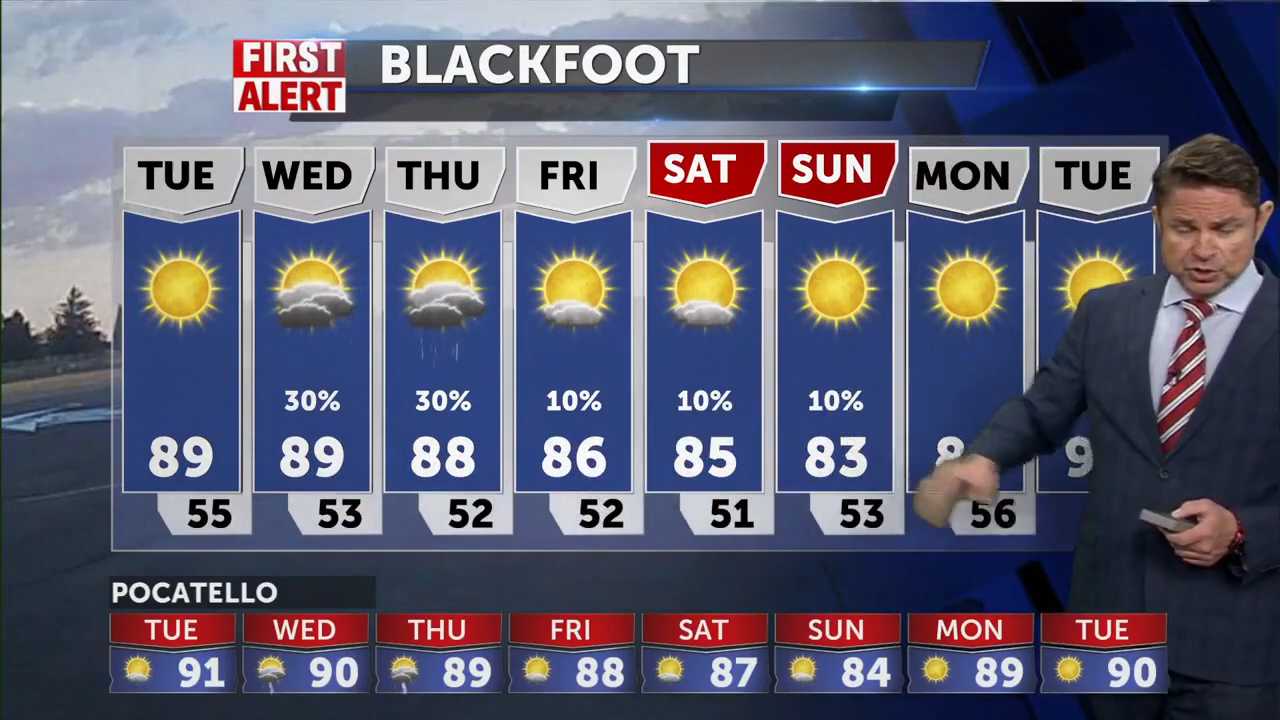 FIRST
ALERT
BLACKFOOT
TUE WED THU FRI SAT SUN MON TUE
30% 30% 10% 10% 10%
89 89 88 86 85 83 8 9
55 53 52 52 51 53 56
POCATELLO
TUE WED THU FRI SAT SUN MON TUE
91 90 89 88 87 84 89 90